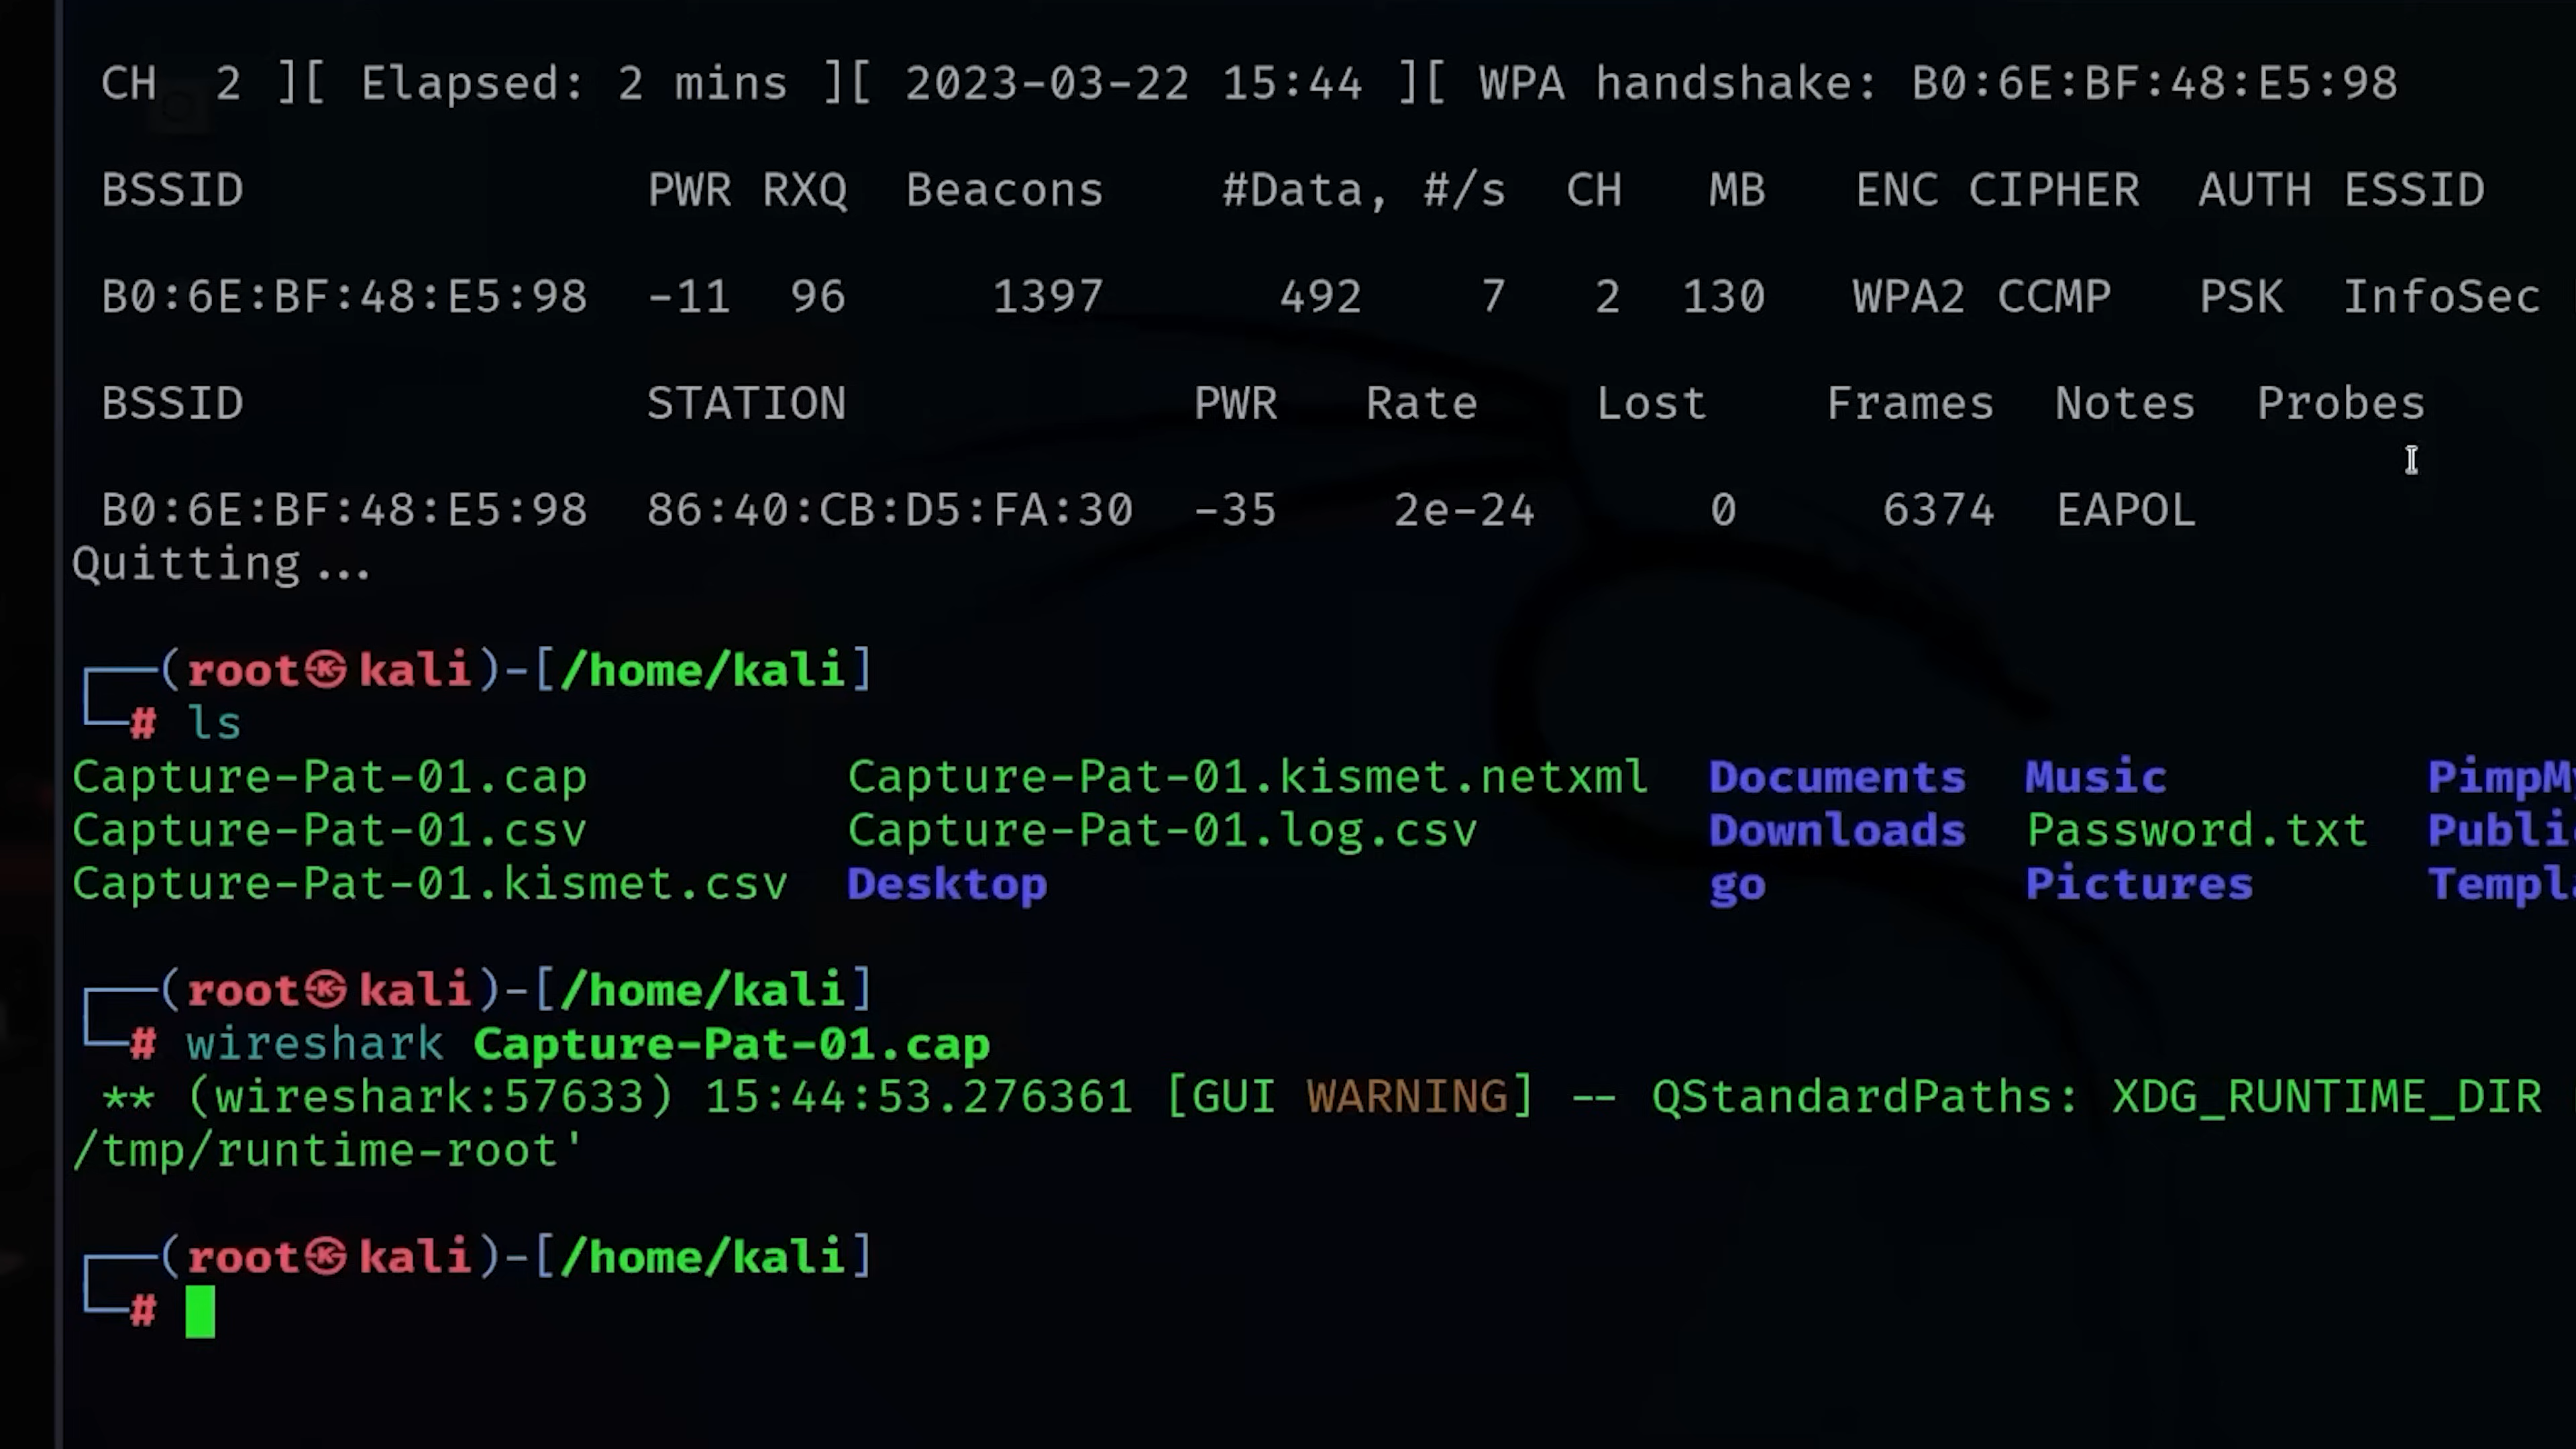 CH 2 ][ Elapsed: 2 mins ][ 2023-03-22 15:44 ][ WPA handshake: B0:6E:BF:48:E5:98
BSSID PWR RXQ Beacons #Data, #/s CH MB ENC CIPHER AUTH ESSID
B0:6E:BF:48:E5:98 -11 96 1397 492 7 2 130 WPA2 CCMP PSK InfoSec
BSSID STATION PWR Rate Lost Frames Notes Probes
B0:6E:BF:48:E5:98 86:40:CB:D5:FA:30 -35 2e-24 0 6374 EAPOL
Quitting...
┌──(root㉿kali)-[/home/kali]
└─# ls
Capture-Pat-01.cap Capture-Pat-01.kismet.netxml Documents Music PimpMy
Capture-Pat-01.csv Capture-Pat-01.log.csv Downloads Password.txt Publi
Capture-Pat-01.kismet.csv Desktop go Pictures Templa
┌──(root㉿kali)-[/home/kali]
└─# wireshark Capture-Pat-01.cap
** (wireshark:57633) 15:44:53.276361 [GUI WARNING] -- QStandardPaths: XDG_RUNTIME_DIR
/tmp/runtime-root'
┌──(root㉿kali)-[/home/kali]
└─#